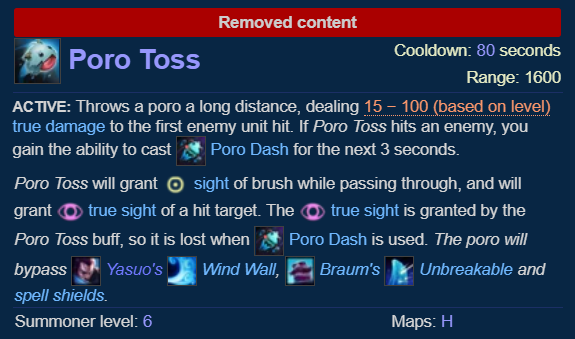 Removed content
Poro Toss
Cooldown: 80 seconds
Range: 1600
ACTIVE: Throws a poro a long distance, dealing 15 − 100 (based on level)
true damage to the first enemy unit hit. If Poro Toss hits an enemy, you
gain the ability to cast Poro Dash for the next 3 seconds.
Poro Toss will grant sight of brush while passing through, and will
grant true sight of a hit target. The true sight is granted by the
Poro Toss buff, so it is lost when Poro Dash is used. The poro will
bypass Yasuo's Wind Wall, Braum's Unbreakable and
spell shields.
Summoner level: 6
Maps: H